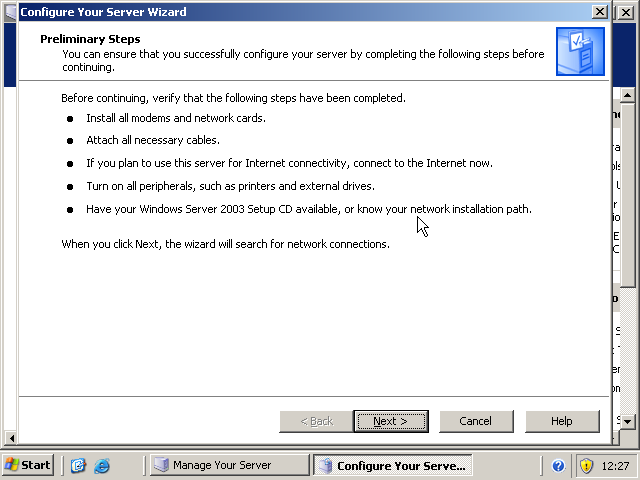 Configure Your Server Wizard
Preliminary Steps
You can ensure that you successfully configure your server by completing the following steps before
continuing.
Before continuing, verify that the following steps have been completed.
Install all modems and network cards.
Attach all necessary cables.
If you plan to use this server for Internet connectivity, connect to the Internet now.
Turn on all peripherals, such as printers and external drives.
Have your Windows Server 2003 Setup CD available, or know your network installation path.
When you click Next, the wizard will search for network connections.
< Back
Next >
Cancel
Help
Start
Manage Your Server
Configure Your Serve...
12:27